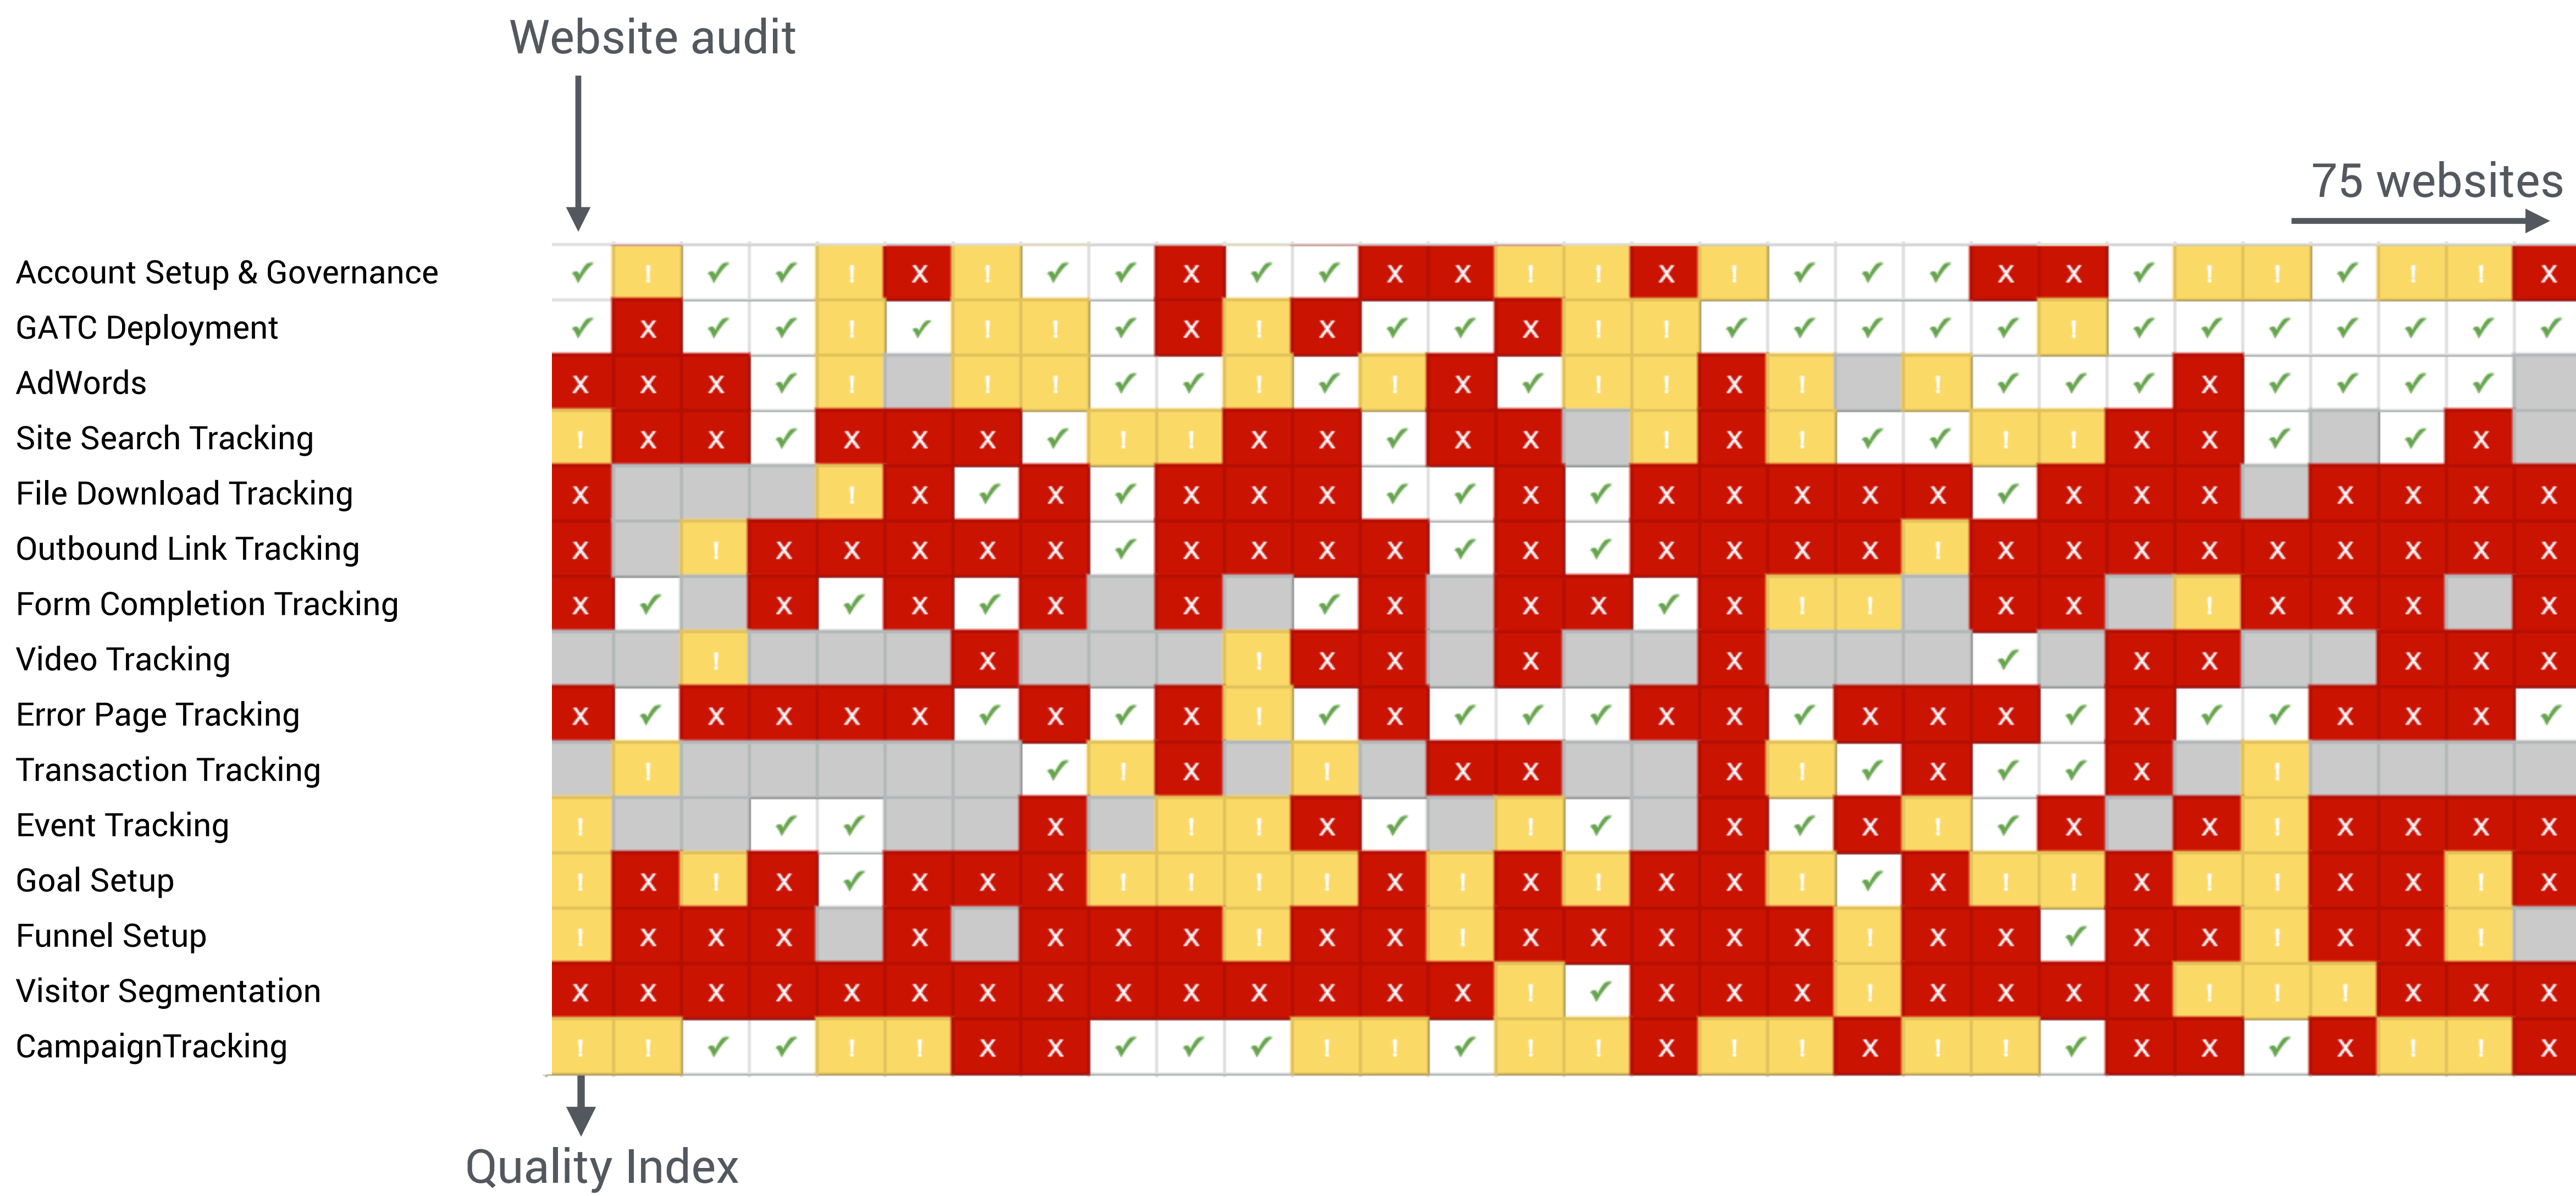 Website audit
75 websites
Account Setup & Governance
GATC Deployment
AdWords
Site Search Tracking
File Download Tracking
Outbound Link Tracking
Form Completion Tracking
Video Tracking
Error Page Tracking
Transaction Tracking
Event Tracking
Goal Setup
Funnel Setup
Visitor Segmentation
CampaignTracking
Quality Index